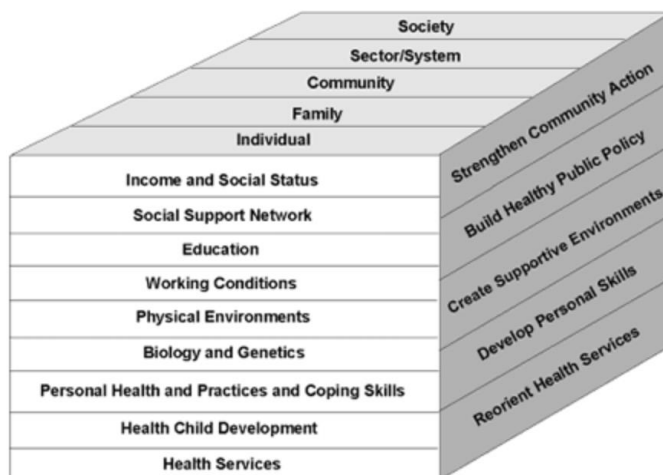 Society
Sector/System
Community
Family
Individual
Income and Social Status
Social Support Network
Education
Working Conditions
Physical Environments
Biology and Genetics
Personal Health and Practices and Coping Skills
Health Child Development
Health Services
Strengthen Community Action
Build Healthy Public Policy
Create Supportive Environments
Develop Personal Skills
Reorient Health Services